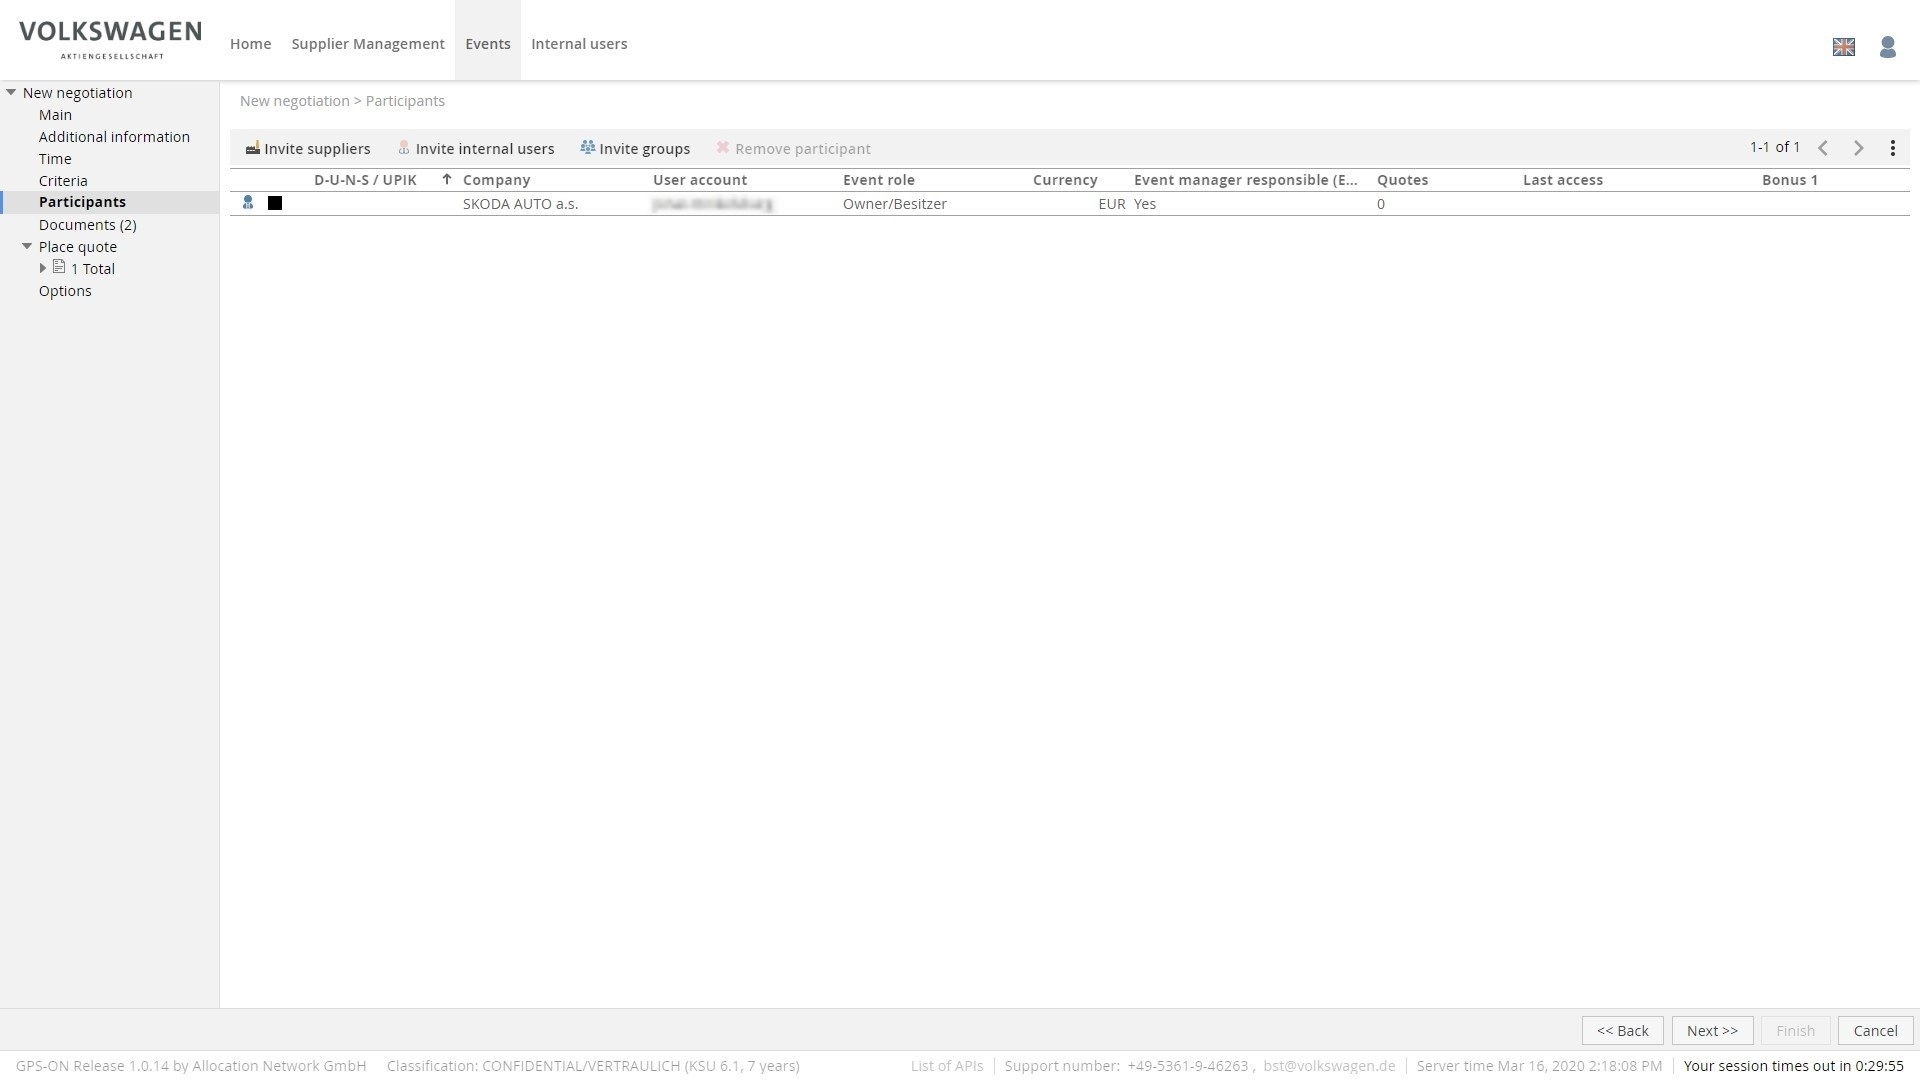 VOLKSWAGEN
AKTIENGESELLSCHAFT
Home
Supplier Management
Events
Internal users
New negotiation
Main
Additional information
Time
Criteria
Participants
Documents (2)
Place quote
1 Total
Options
New negotiation > Participants
Invite suppliers
Invite internal users
Invite groups
Remove participant
1-1 of 1
D-U-N-S / UPIK
Company
User account
Event role
Currency
Event manager responsible (E...
Quotes
Last access
Bonus 1
SKODA AUTO a.s.
Owner/Besitzer
EUR
Yes
0
<< Back
Next >>
Finish
Cancel
GPS-ON Release 1.0.14 by Allocation Network GmbH
Classification: CONFIDENTIAL/VERTRAULICH (KSU 6.1, 7 years)
List of APIs
Support number: +49-5361-9-46263 , bst@volkswagen.de
Server time Mar 16, 2020 2:18:08 PM
Your session times out in 0:29:55